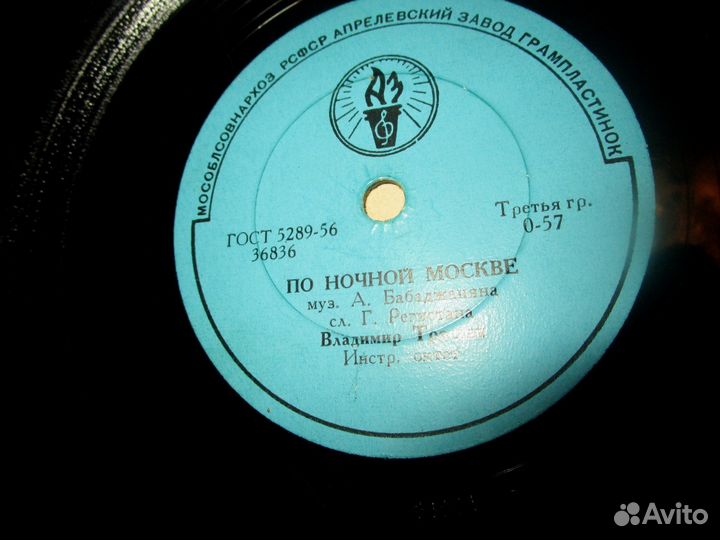 МОСОБЛСОВНАРХОЗ РСФСР АПРЕЛЕВСКИЙ ЗАВОД ГРАМПЛАСТИНОК
АЗ
ГОСТ 5289-56
36836
Третья гр.
0-57
ПО НОЧНОЙ МОСКВЕ
муз. А. Бабаджаняна
сл. Г. Регистана
Владимир
Инстр. октет
Avito